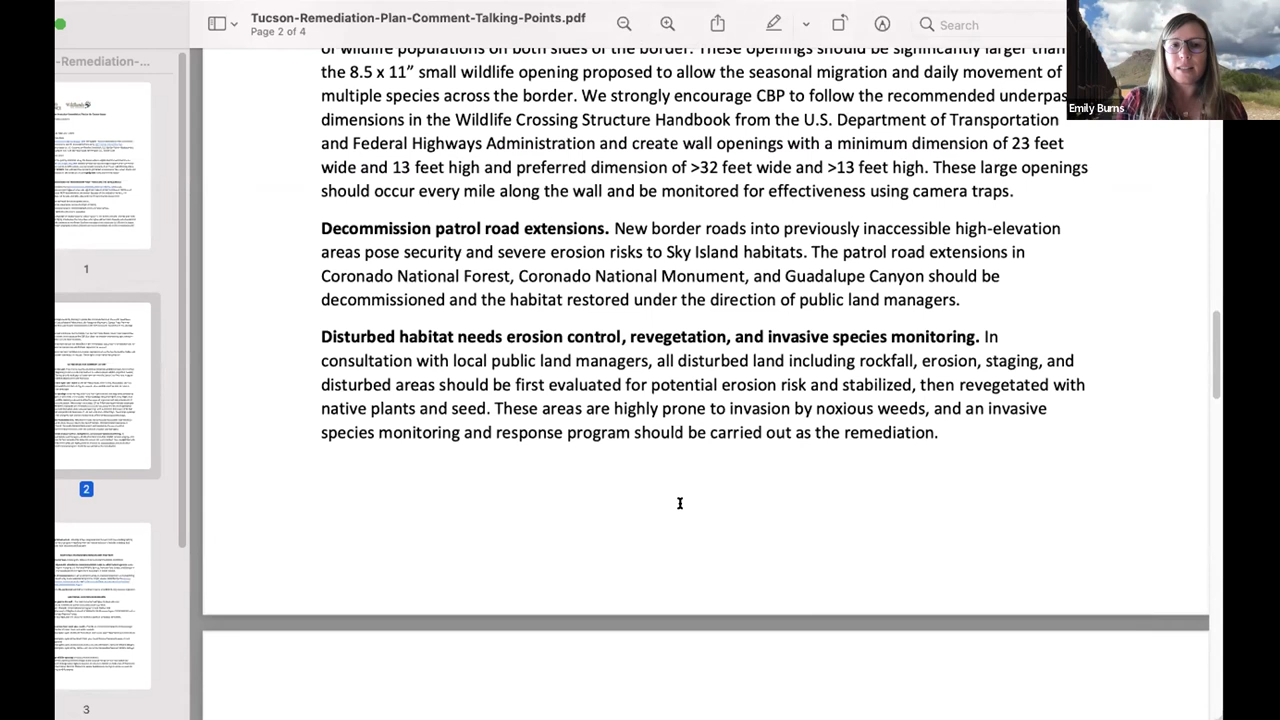 Tucson-Remediation-Plan-Comment-Talking-Points.pdf
Page 2 of 4
Search
-Remediation-...
Emily Burns
of wildlife population on both sides of the border. These openings should be significantly larger than
the 8.5 x 11” small wildlife opening proposed to allow the seasonal migration and daily movement of
multiple species across the border. We strongly encourage CBP to follow the recommended underpas
dimensions in the Wildlife Crossing Structure Handbook from the U.S. Department of Transportation
and Federal Highways Administration and create wall openings with a minimum dimension of 23 feet
wide x 13 feet high and preferred dimension of >32 feet wide x >13 feet high. These large openings
should occur every mile along the wall and be monitored for effectiveness using camera traps.
Decommission patrol road extensions. New border roads into previously inaccessible high-elevation
areas pose security and severe erosion risks to Sky Island habitats. The patrol road extensions in
Coronado National Forest, Coronado National Monument, and Guadalupe Canyon should be
decommissioned and the habitat restored under the direction of public land managers.
Disturbed habitat needs erosion control, revegetation, and invasive species monitoring. In
consultation with local public land managers, all disturbed land including rockfall, erosion, staging, and
disturbed areas should be first evaluated for potential erosion risk and stabilized, then revegetated with
native plants and seed. These areas are highly prone to invasion by noxious weeds, so an invasive
species monitoring and response program should be carried out in the remediation.
1
2
3